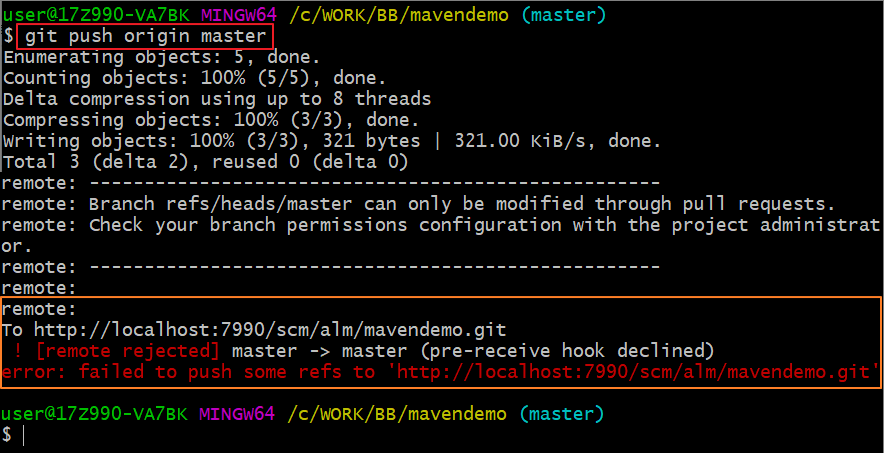 user@17Z990-VA7BK MINGW64 /c/WORK/BB/mavendemo (master)
$ git push origin master
Enumerating objects: 5, done.
Counting objects: 100% (5/5), done.
Delta compression using up to 8 threads
Compressing objects: 100% (3/3), done.
Writing objects: 100% (3/3), 321 bytes | 321.00 KiB/s, done.
Total 3 (delta 2), reused 0 (delta 0)
remote: ----------------------------------------------------
remote: Branch refs/heads/master can only be modified through pull requests.
remote: Check your branch permissions configuration with the project administrat
or.
remote: ----------------------------------------------------
remote:
remote:
To http://localhost:7990/scm/alm/mavendemo.git
 ! [remote rejected] master -> master (pre-receive hook declined)
error: failed to push some refs to 'http://localhost:7990/scm/alm/mavendemo.git'
user@17Z990-VA7BK MINGW64 /c/WORK/BB/mavendemo (master)
$